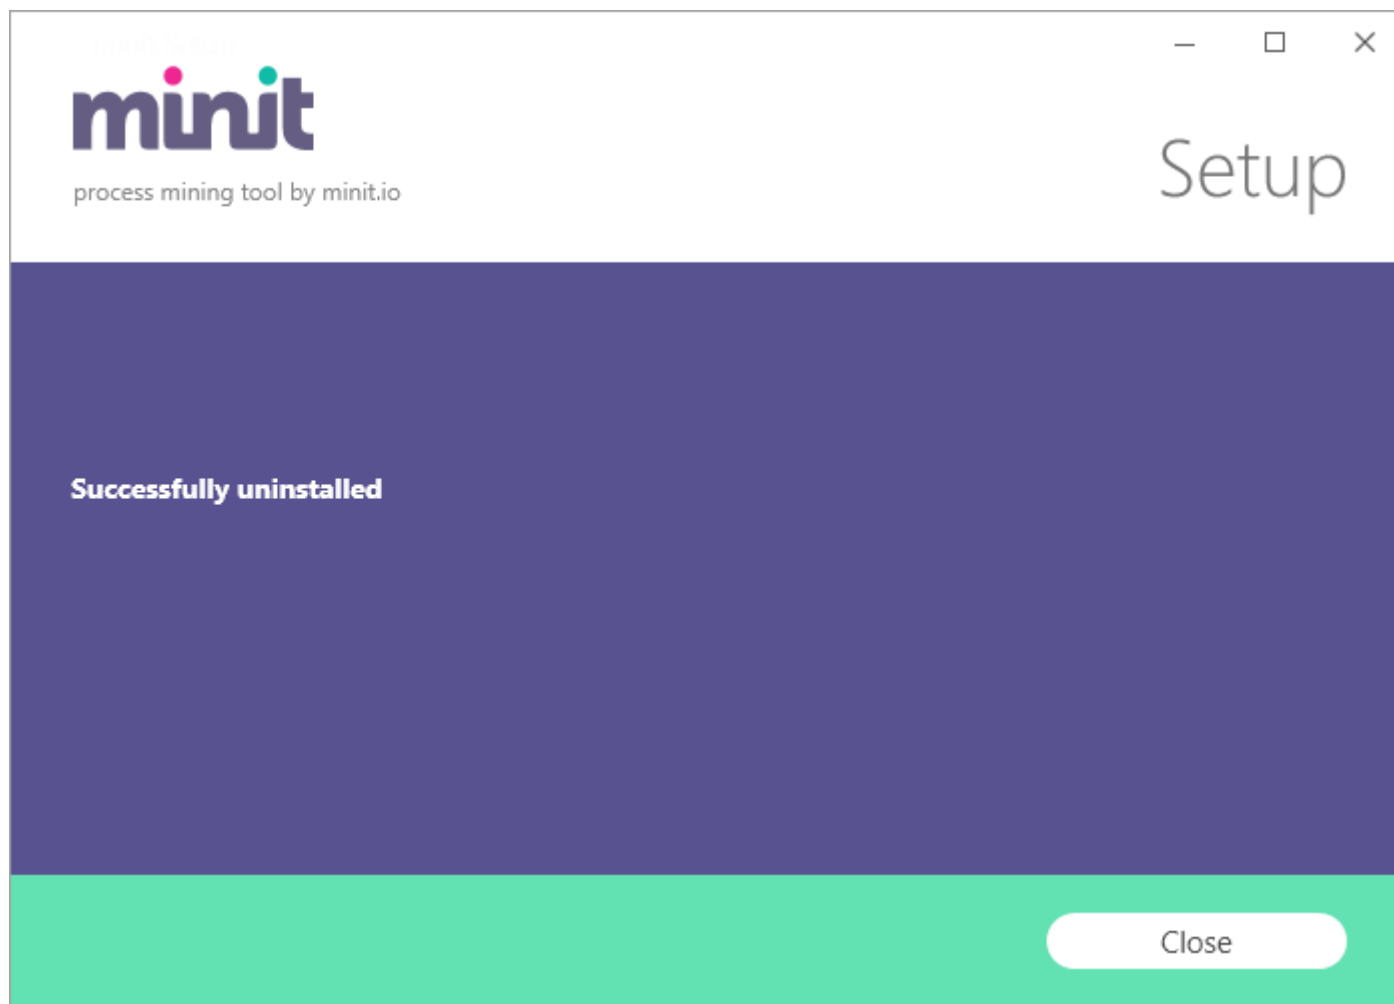 minit
process mining tool by minit.io
Setup
Successfully uninstalled
Close